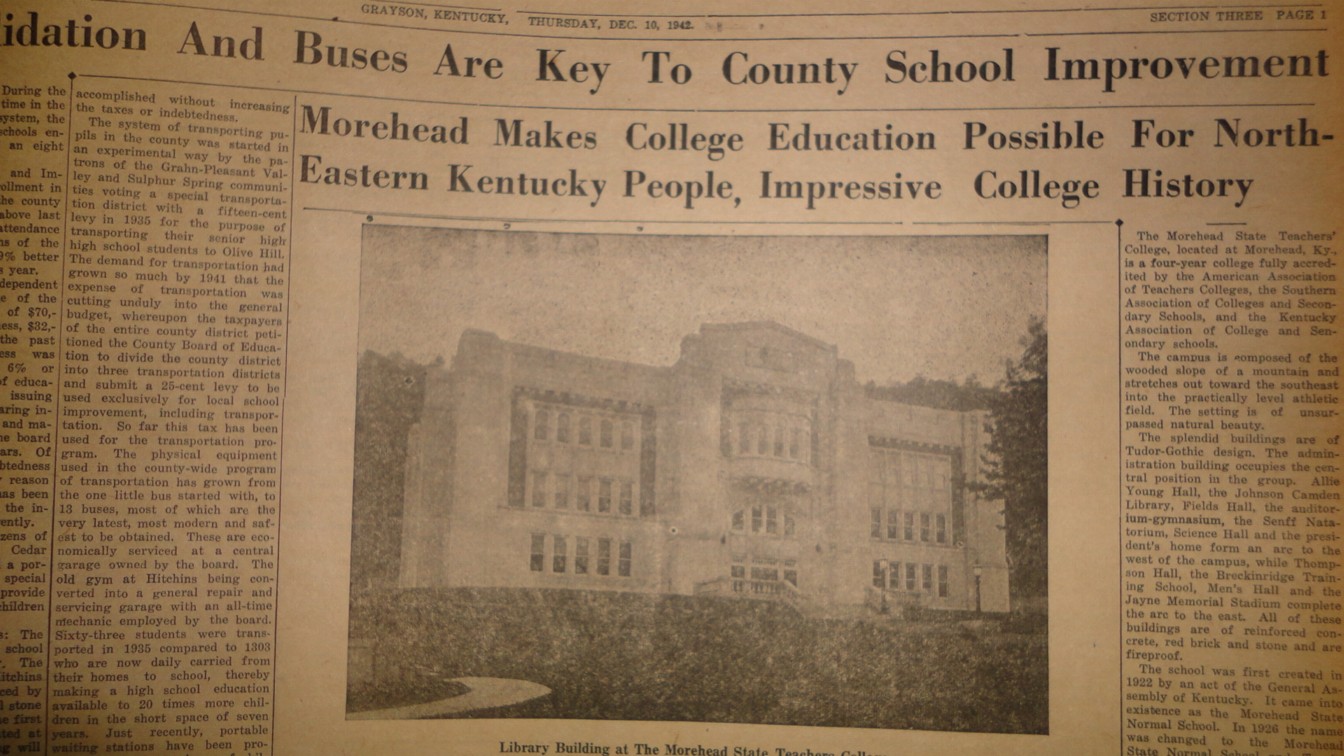 GRAYSON, KENTUCKY, THURSDAY, DEC. 10, 1942
SECTION THREE PAGE 1
idation And Buses Are Key To County School Improvement
During the
time in the
system, the
schools en-
an eight
and Im-
ollment in
he county
above last
attendance
ns of the
9% better
s year.
dependent
e of the
of $70,-
ess, $32,-
the past
ess was
6% or
of educa-
issuing
aring in-
and ma-
he board
ars. Of
btedness
reason
has been
the in-
ently.
zens of
Cedar
a por-
special
provide
children
s: The
school
The
itchins
ced by
stone
e first
ted at
g will
accomplished without increasing
the taxes or indebtedness.
The system of transporting pu-
pils in the county was started in
an experimental way by the pa-
trons of the Grahn-Pleasant Val-
ley and Sulphur Spring communi-
ties voting a special transporta-
tion district with a fifteen-cent
levy in 1935 for the purpose of
transporting their senior high
high school students to Olive Hill.
The demand for transportation had
grown so much by 1941 that the
expense of transportation was
cutting unduly into the general
budget, whereupon the taxpayers
of the entire county district peti-
tioned the County Board of Educa-
tion to divide the county district
into three transportation districts
and submit a 25-cent levy to be
used exclusively for local school
improvement, including transpor-
tation. So far this tax has been
used for the transportation pro-
gram. The physical equipment
used in the county-wide program
of transportation has grown from
the one little bus started with, to
13 buses, most of which are the
very latest, most modern and saf-
est to be obtained. These are eco-
nomically serviced at a central
garage owned by the board. The
old gym at Hitchins being con-
verted into a general repair and
servicing garage with an all-time
mechanic employed by the board.
Sixty-three students were trans-
ported in 1935 compared to 1303
who are now daily carried from
their homes to school, thereby
making a high school education
available to 20 times more chil-
dren in the short space of seven
years. Just recently, portable
waiting stations have been pro-
Morehead Makes College Education Possible For North-
Eastern Kentucky People, Impressive College History
Library Building at The Morehead State Teachers
The Morehead State Teachers'
College, located at Morehead, Ky.,
is a four-year college fully accred-
ited by the American Association
of Teachers Colleges, the Southern
Association of Colleges and Secon-
dary Schools, and the Kentucky
Association of College and Sen-
ondary schools.
The campus is composed of the
wooded slope of a mountain and
stretches out toward the southeast
into the practically level athletic
field. The setting is of unsur-
passed natural beauty.
The splendid buildings are of
Tudor-Gothic design. The admin-
istration building occupies the cen-
tral position in the group. Allie
Young Hall, the Johnson Camden
Library, Fields Hall, the auditor-
ium-gymnasium, the Senff Nata-
torium, Science Hall and the presi-
dent's home form an arc to the
west of the campus, while Thomp-
son Hall, the Breckinridge Train-
ing School, Men's Hall and the
Jayne Memorial Stadium complete
the arc to the east. All of these
buildings are of reinforced con
crete, red brick and stone and are
fireproof.
The school was first created in
1922 by an act of the General As
sembly of Kentucky. It came into
existence as the Morehead State
Normal School. In 1926 the nam
was changed to the Morehead
State Normal School